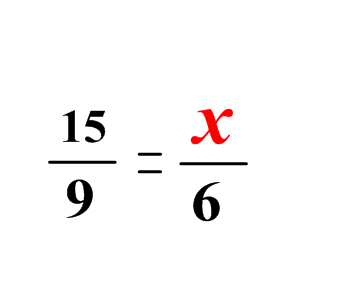 15/9 = x/6